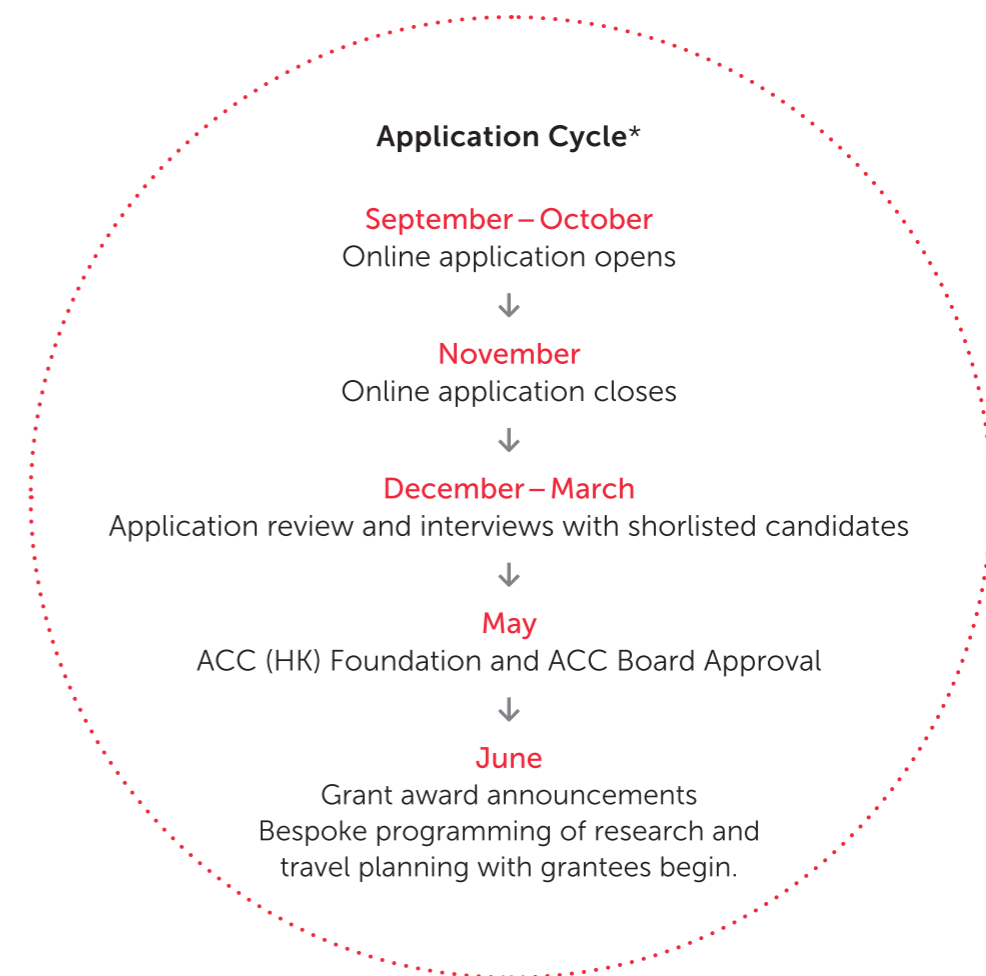 Application Cycle*
September – October
Online application opens
↓
November
Online application closes
↓
December – March
Application review and interviews with shorlisted candidates
↓
May
ACC (HK) Foundation and ACC Board Approval
↓
June
Grant award announcements
Bespoke programming of research and
travel planning with grantees begin.